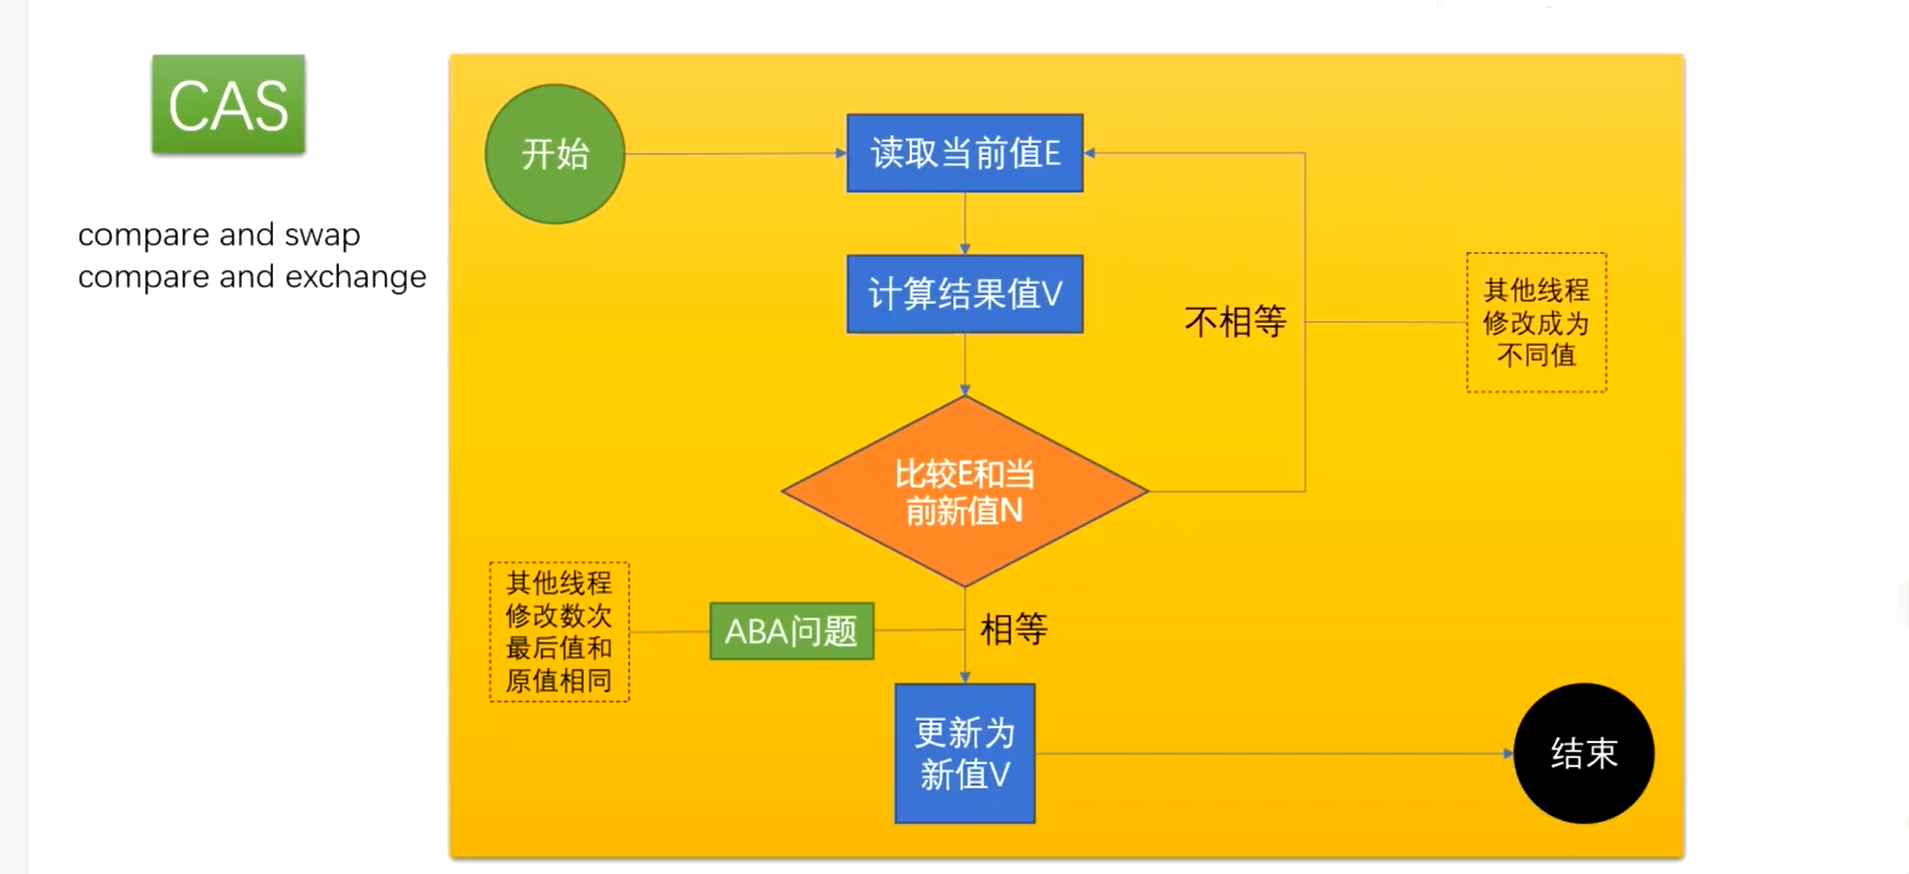 CAS
compare and swap
compare and exchange
开始
读取当前值E
计算结果值V
不相等
其他线程
修改成为
不同值
比较E和当
前新值N
其他线程
修改数次
最后值和
原值相同
ABA问题
相等
更新为
新值V
结束